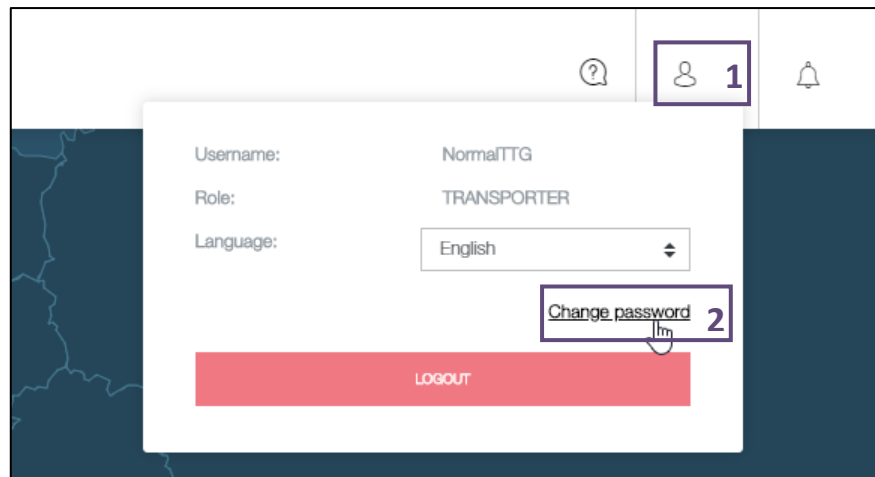 ?
1
Username: NormalTTG
Role: TRANSPORTER
Language: English
Change password 2
LOGOUT